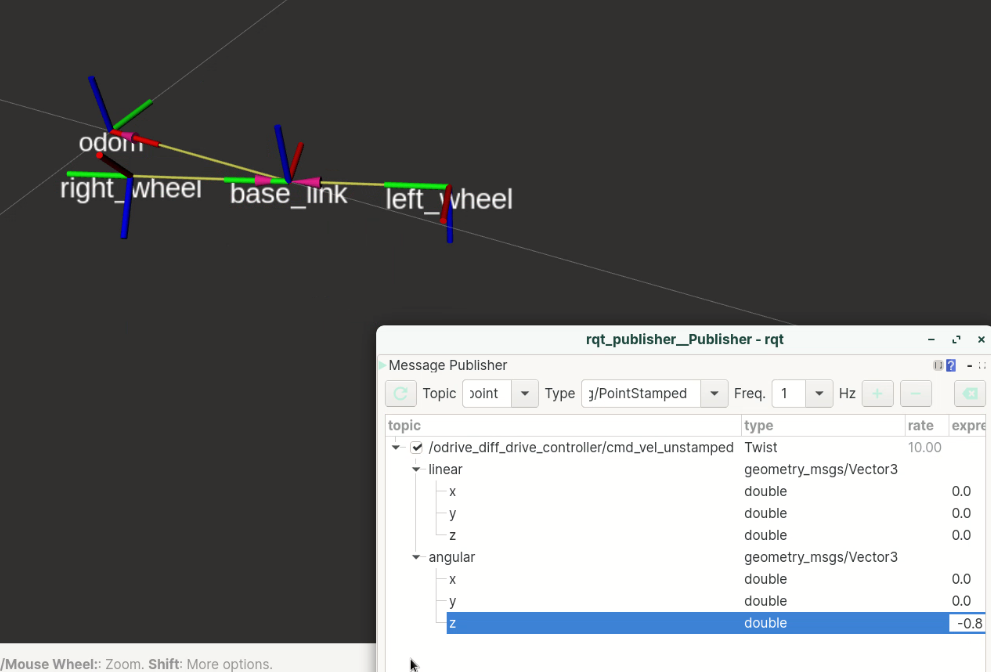 odom
right_wheel base_link left_wheel
rqt_publisher__Publisher - rqt
Message Publisher
Topic point Type g/PointStamped Freq. 1 Hz
topic type rate expre
/odrive_diff_drive_controller/cmd_vel_unstamped Twist 10.00
linear geometry_msgs/Vector3
x double 0.0
y double 0.0
z double 0.0
angular geometry_msgs/Vector3
x double 0.0
y double 0.0
z double -0.8
/Mouse Wheel:: Zoom. Shift: More options.